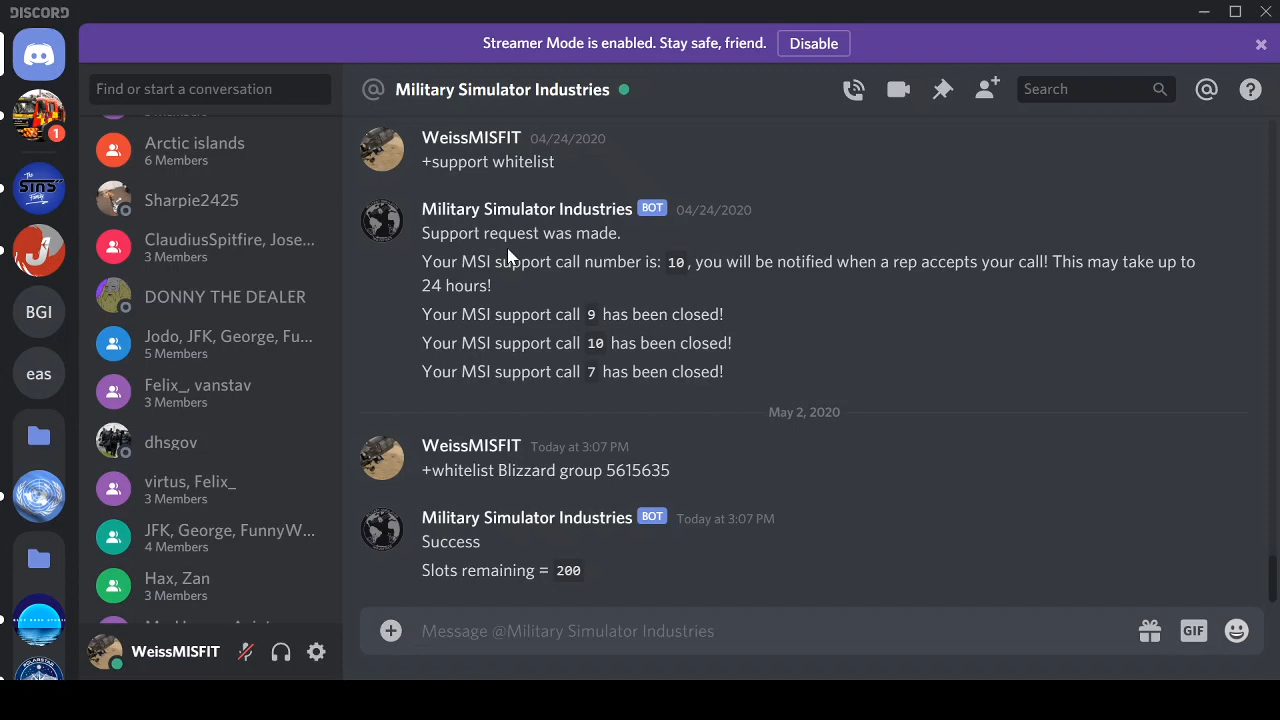 DISCORD
Streamer Mode is enabled. Stay safe, friend.
Disable
Find or start a conversation
Military Simulator Industries
Search
Arctic islands
6 Members
Sharpie2425
ClaudiusSpitfire, Jose...
3 Members
DONNY THE DEALER
Jodo, JFK, George, Fu...
5 Members
Felix_, vanstav
3 Members
dhsgov
virtus, Felix_
3 Members
JFK, George, FunnyW...
4 Members
Hax, Zan
3 Members
WeissMISFIT
1
The
SINS
Family
J
BGI
eas
WeissMISFIT 04/24/2020
+support whitelist
Military Simulator Industries BOT 04/24/2020
Support request was made.
Your MSI support call number is: 10, you will be notified when a rep accepts your call! This may take up to
24 hours!
Your MSI support call 9 has been closed!
Your MSI support call 10 has been closed!
Your MSI support call 7 has been closed!
May 2, 2020
WeissMISFIT Today at 3:07 PM
+whitelist Blizzard group 5615635
Military Simulator Industries BOT Today at 3:07 PM
Success
Slots remaining = 200
Message @Military Simulator Industries
GIF